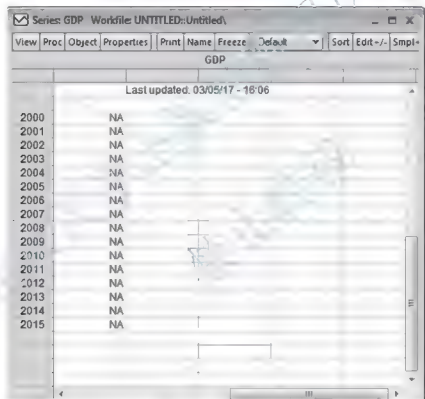 Series: GDP Workfile: UNTITLED::Untitled\
View Proc Object Properties Print Name Freeze Default Sort Edit+/- Smpl+
GDP
Last updated: 03/05/17 - 16:06
2000 NA
2001 NA
2002 NA
2003 NA
2004 NA
2005 NA
2006 NA
2007 NA
2008 NA
2009 NA
2010 NA
2011 NA
2012 NA
2013 NA
2014 NA
2015 NA